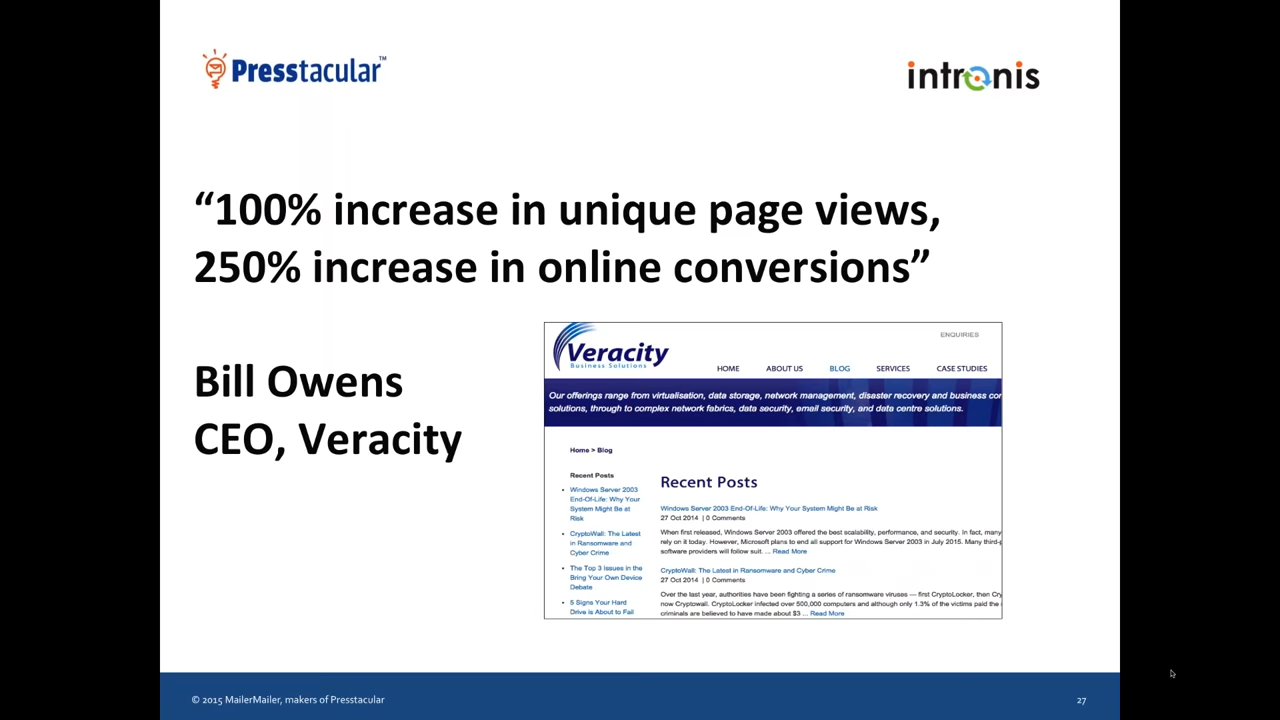 Presstacular™
intronis
“100% increase in unique page views,
250% increase in online conversions”
Bill Owens
CEO, Veracity
Veracity
Business Solutions
ENQUIRIES
HOME ABOUT US BLOG SERVICES CASE STUDIES
Our offerings range from virtualisation, data storage, network management, disaster recovery and business con
solutions, through to complex network fabrics, data security, email security, and data centre solutions.
Home > Blog
Recent Posts
• Windows Server 2003
End-Of-Life: Why Your
System Might Be at
Risk
• CryptoWall: The Latest
in Ransomware and
Cyber Crime
• The Top 3 Issues in the
Bring Your Own Device
Debate
• 5 Signs Your Hard
Drive is About to Fail
Recent Posts
Windows Server 2003 End-Of-Life: Why Your System Might Be at Risk
27 Oct 2014 | 0 Comments
When first released, Windows Server 2003 offered the best scalability, performance, and security. In fact, many
rely on it today. However, Microsoft plans to end all support for Windows Server 2003 in July 2015. Many third-p
software providers will follow suit. ... Read More
CryptoWall: The Latest in Ransomware and Cyber Crime
27 Oct 2014 | 0 Comments
Over the last year, authorities have been fighting a series of ransomware viruses — first CryptoLocker, then Cry
now Cryptowall. CryptoLocker infected over 500,000 computers and although only 1.3% of the victims paid the
criminals are believed to have made about $3 ... Read More
© 2015 MailerMailer, makers of Presstacular
27